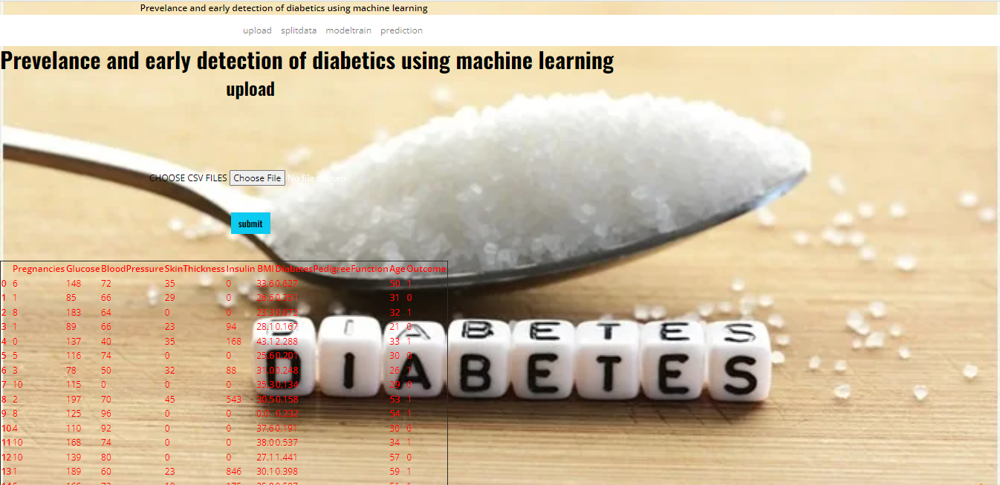 Prevelance and early detection of diabetics using machine learning
upload splitdata modeltrain prediction
Prevelance and early detection of diabetics using machine learning
upload
CHOOSE CSV FILES Choose File No file chosen
submit
Pregnancies Glucose BloodPressure SkinThickness Insulin BMI DiabetesPedigreeFunction Age Outcome
0 6 148 72 35 0 33.6 0.627 50 1
1 1 85 66 29 0 26.6 0.351 31 0
2 8 183 64 0 0 23.3 0.672 32 1
3 1 89 66 23 94 28.1 0.167 21 0
4 0 137 40 35 168 43.1 2.288 33 1
5 5 116 74 0 0 25.6 0.201 30 0
6 3 78 50 32 88 31.0 0.248 26 1
7 10 115 0 0 0 35.3 0.134 29 0
8 2 197 70 45 543 30.5 0.158 53 1
9 8 125 96 0 0 0.0 0.232 54 1
10 4 110 92 0 0 37.6 0.191 30 0
11 10 168 74 0 0 38.0 0.537 34 1
12 10 139 80 0 0 27.1 1.441 57 0
13 1 189 60 23 846 30.1 0.398 59 1
DIABETES
DIABETES